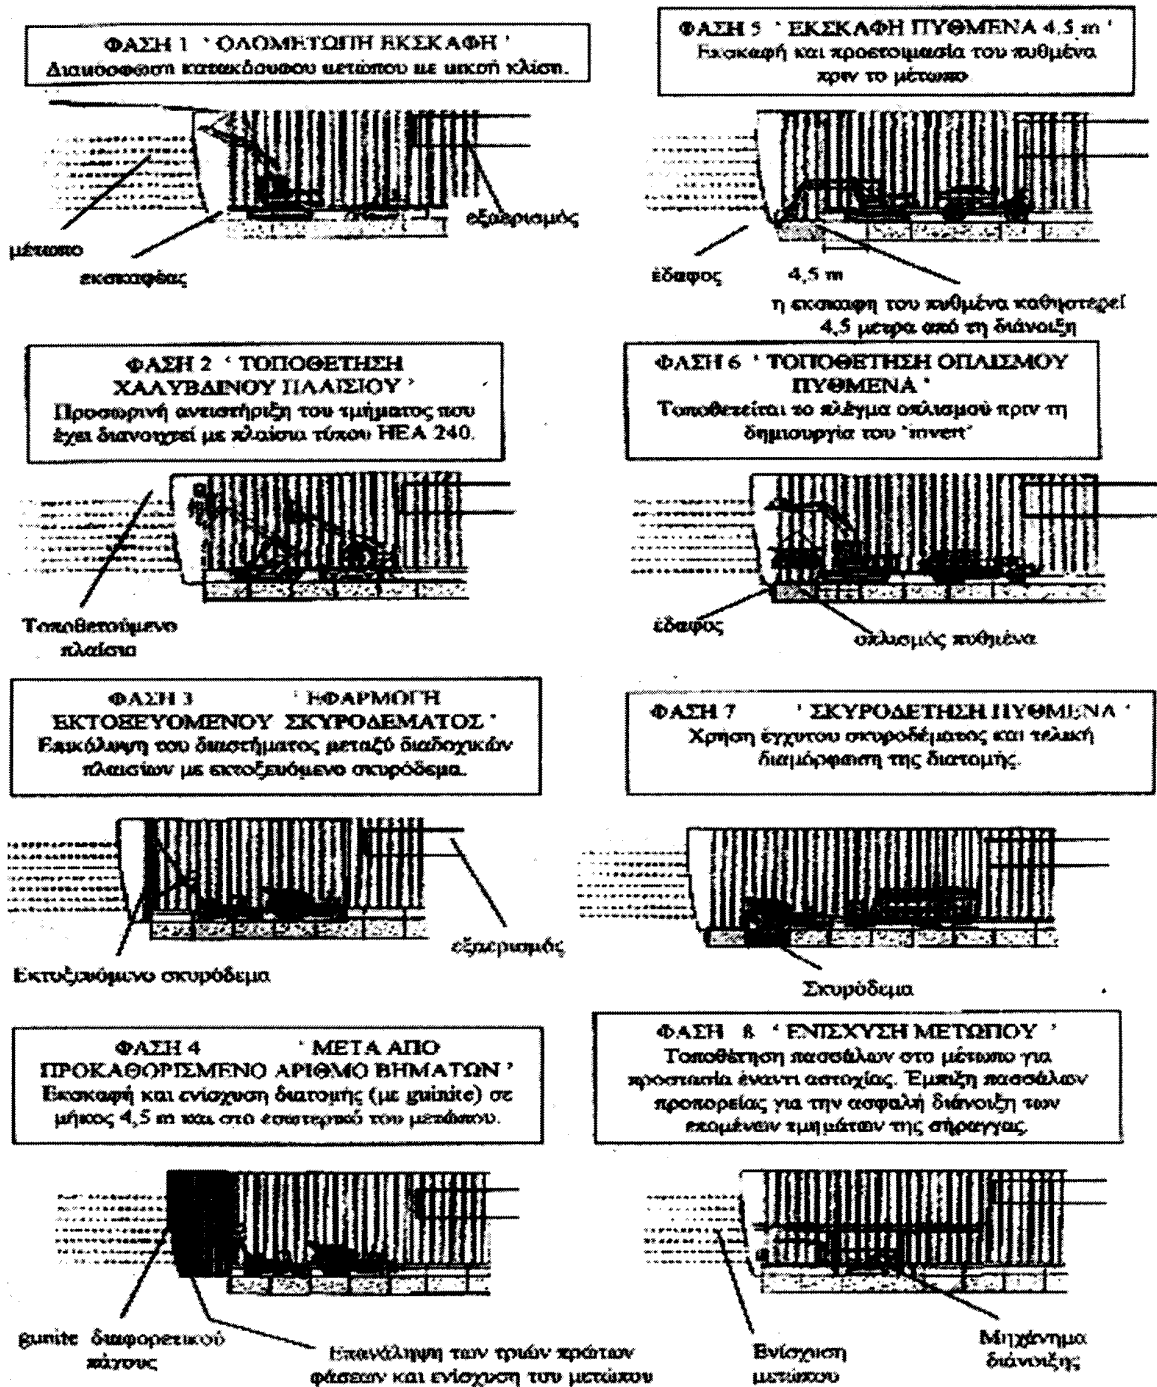 ΦΑΣΗ 1 ' ΟΛΟΜΕΤΩΠΗ ΕΚΣΚΑΦΗ '
Διαμόρφωση κατακόρυφου μετώπου με μικρή κλίση.
μέτωπο
εκσκαφέας
εξαερισμός
ΦΑΣΗ 2 ' ΤΟΠΟΘΕΤΗΣΗ
ΧΑΛΥΒΔΙΝΟΥ ΠΛΑΙΣΙΟΥ '
Προσωρινή αντιστήριξη του τμήματος που
έχει διανοιχτεί με πλαίσια τύπου HEA 240.
Τοποθετούμενο
πλαίσια
ΦΑΣΗ 3 ' ΕΦΑΡΜΟΓΗ
ΕΚΤΟΞΕΥΟΜΕΝΟΥ ΣΚΥΡΟΔΕΜΑΤΟΣ '
Επικάλυψη του διαστήματος μεταξύ διαδοχικών
πλαισίων με εκτοξευόμενο σκυρόδεμα.
εξαερισμός
Εκτοξευόμενο σκυρόδεμα
ΦΑΣΗ 4 ' ΜΕΤΑ ΑΠΟ
ΠΡΟΚΑΘΟΡΙΣΜΕΝΟ ΑΡΙΘΜΟ ΒΗΜΑΤΩΝ '
Εκσκαφή και ενίσχυση διατομής (με guinite) σε
μήκος 4,5 m και στο εσωτερικό του μετώπου.
gunite διαφορετικού
πάχους
Επανάληψη των τριών πρώτων
φάσεων και ενίσχυση του μετώπου
ΦΑΣΗ 5 ' ΕΚΣΚΑΦΗ ΠΥΘΜΕΝΑ 4.5 m '
Εκσκαφή και προετοιμασία του πυθμένα
πριν το μέτωπο
έδαφος
4,5 m
η εκσκαφη του πυθμένα καθηστερεί
4,5 μετρα από τη διάνοιξη
ΦΑΣΗ 6 ' ΤΟΠΟΘΕΤΗΣΗ ΟΠΛΙΣΜΟΥ
ΠΥΘΜΕΝΑ '
Τοποθετείται το πλέγμα οπλισμού πριν τη
δημιουργία του 'invert'
έδαφος
οπλισμός πυθμένα
ΦΑΣΗ 7 ' ΣΚΥΡΟΔΕΤΗΣΗ ΠΥΘΜΕΝΑ '
Χρήση έγχυτου σκυροδέματος και τελική
διαμόρφωση της διατομής.
Σκυρόδεμα
ΦΑΣΗ 8 ' ΕΝΙΣΧΥΣΗ ΜΕΤΩΠΟΥ '
Τοποθέτηση πασσάλων στο μέτωπο για
προστασία έναντι αστοχίας. Έμπιξη πασσάλων
προπορείας για την ασφαλή διάνοιξη των
επομένων τμημάτων της σήραγγας.
Ενίσχυση
μετώπου
Μηχάνημα
διάνοιξης